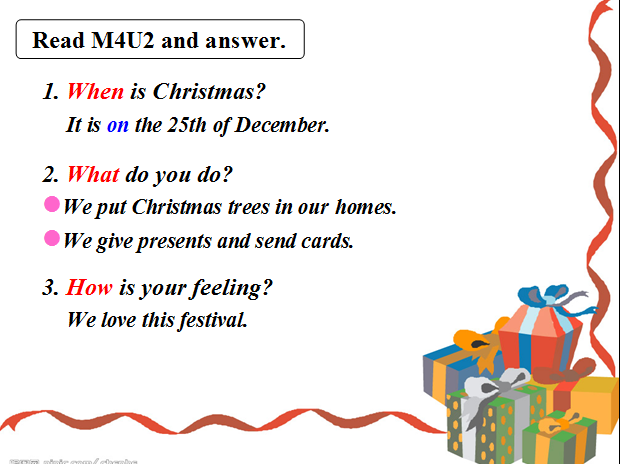 Read M4U2 and answer.
1. When is Christmas?
It is on the 25th of December.
2. What do you do?
We put Christmas trees in our homes.
We give presents and send cards.
3. How is your feeling?
We love this festival.